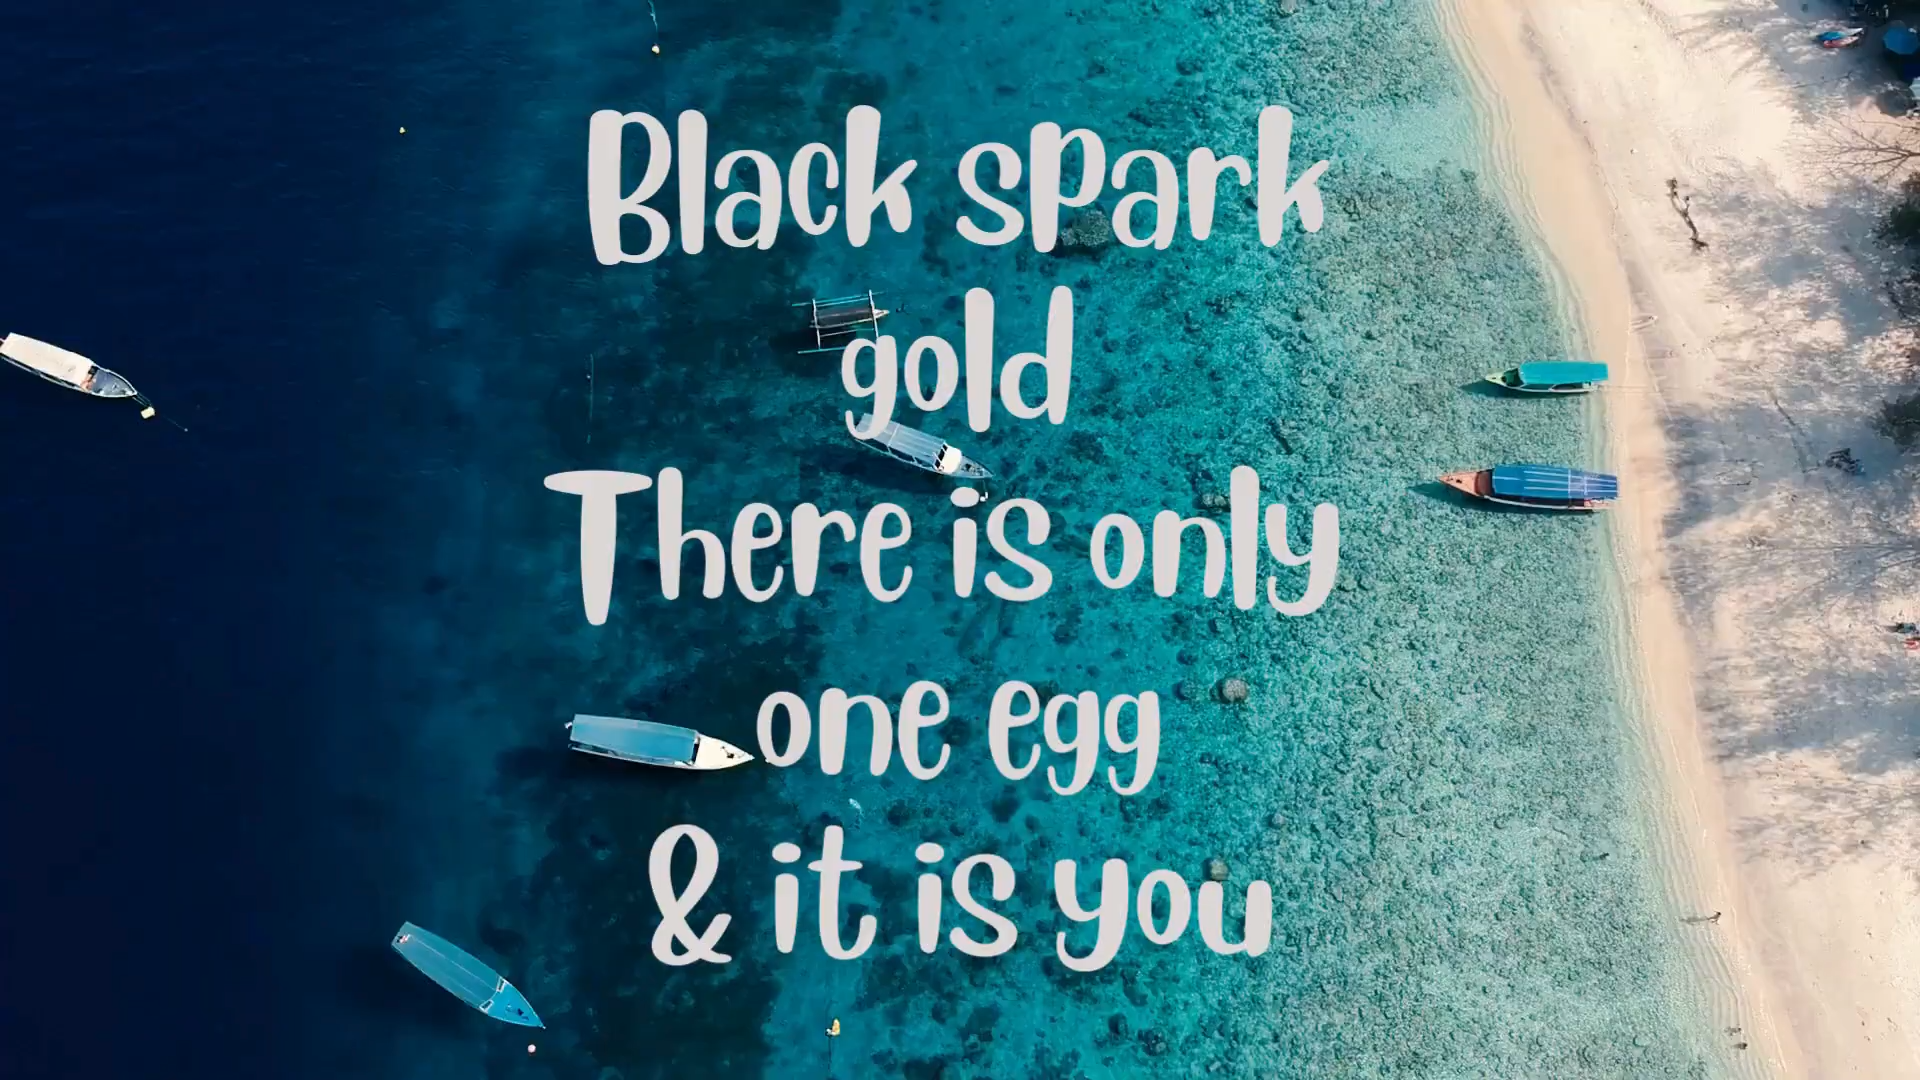 Black spark
gold
There is only
one egg
& it is you